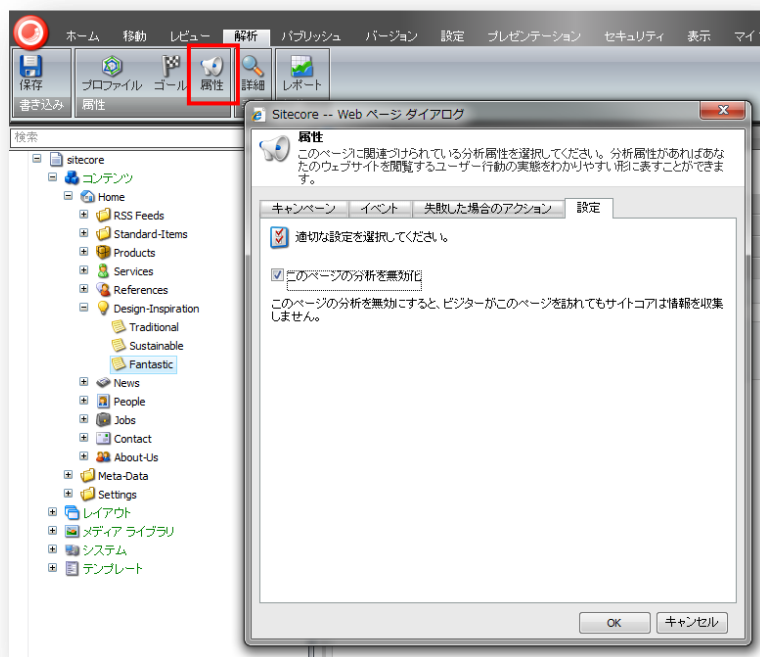 ホーム 移動 レビュー 解析 パブリッシュ バージョン 設定 プレゼンテーション セキュリティ 表示 マイ
保存 プロファイル ゴール 属性 詳細 レポート
書き込み 属性
検索
Sitecore -- Web ページ ダイアログ
属性
このページに関連づけられている分析属性を選択してください。分析属性があればあな
たのウェブサイトを閲覧するユーザー行動の実態をわかりやすい形に表すことができま
す。
キャンペーン イベント 失敗した場合のアクション 設定
適切な設定を選択してください。
このページの分析を無効化
このページの分析を無効にすると、ビジターがこのページを訪れてもサイトコアは情報を収集
しません。
OK キャンセル
sitecore
コンテンツ
Home
RSS Feeds
Standard-Items
Products
Services
References
Design-Inspiration
Traditional
Sustainable
Fantastic
News
People
Jobs
Contact
About-Us
Meta-Data
Settings
レイアウト
メディア ライブラリ
システム
テンプレート